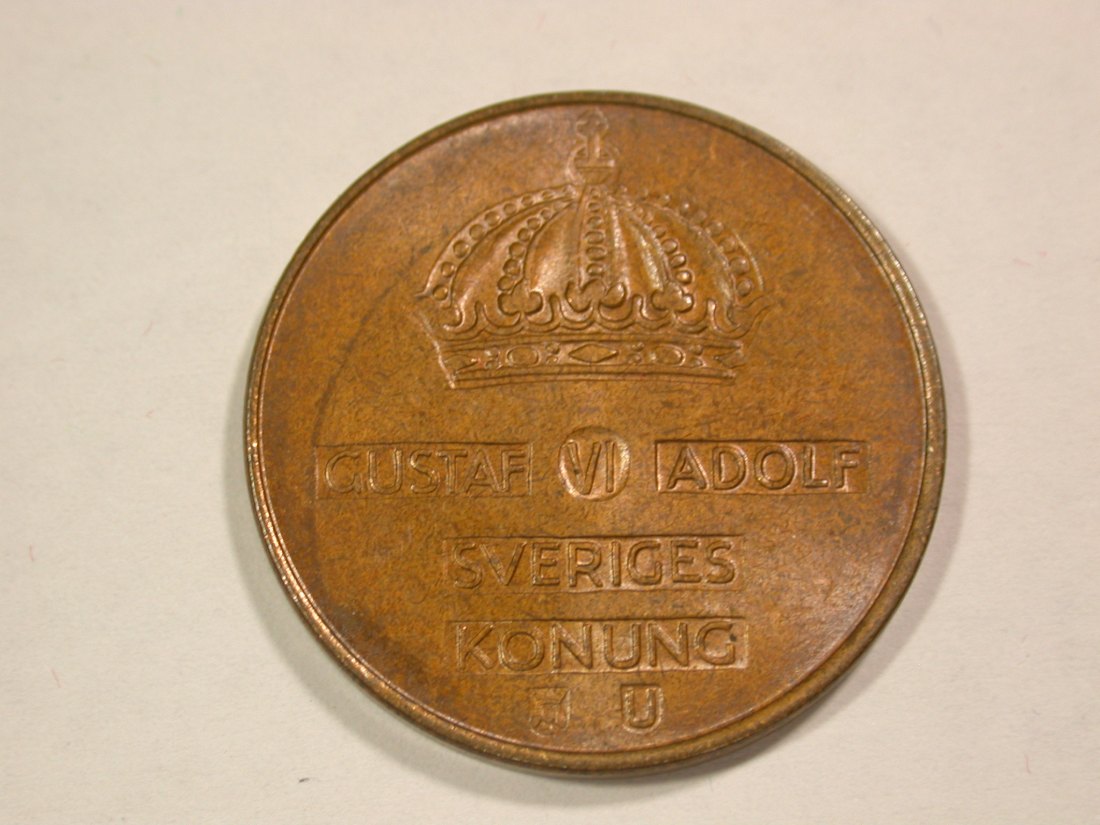 GUSTAF VI ADOLF
SVERIGES
KONUNG
U